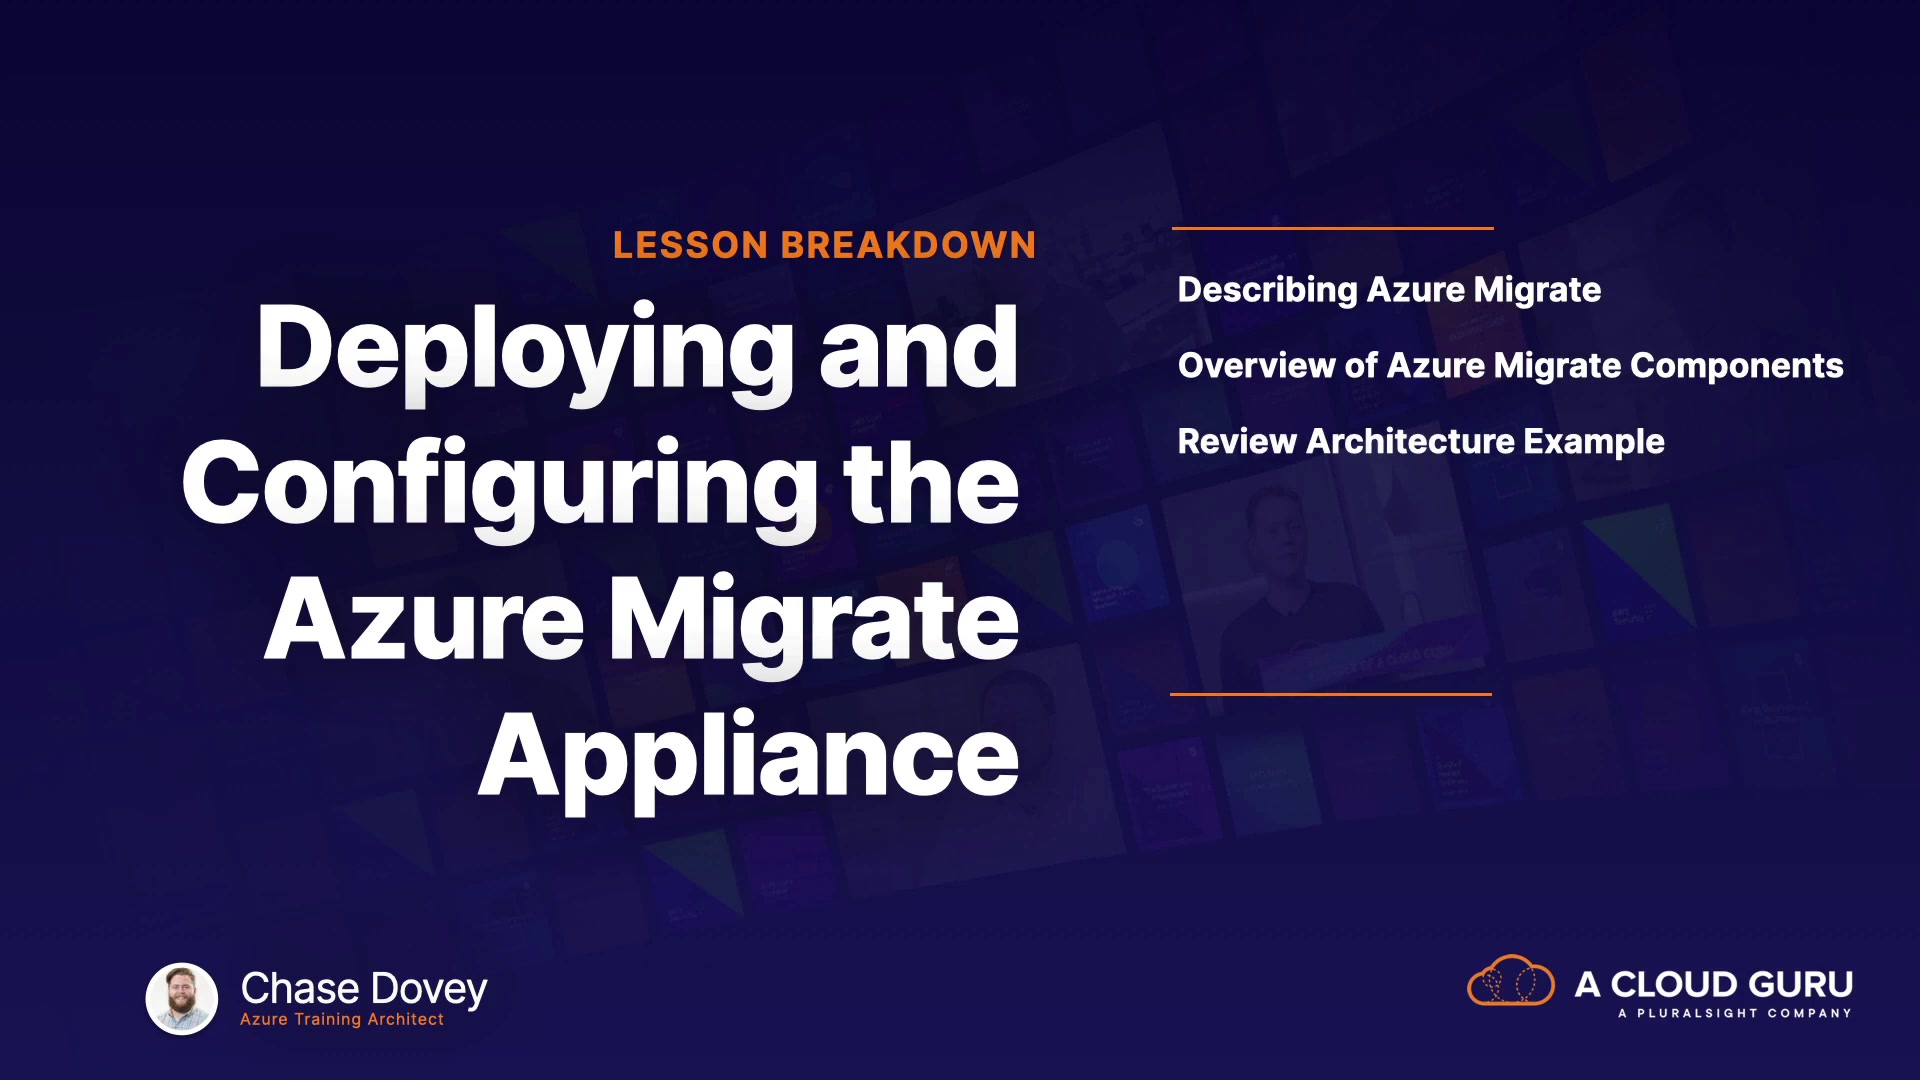 LESSON BREAKDOWN
Deploying and
Configuring the
Azure Migrate
Appliance
Describing Azure Migrate
Overview of Azure Migrate Components
Review Architecture Example
Chase Dovey
Azure Training Architect
A CLOUD GURU
A PLURALSIGHT COMPANY